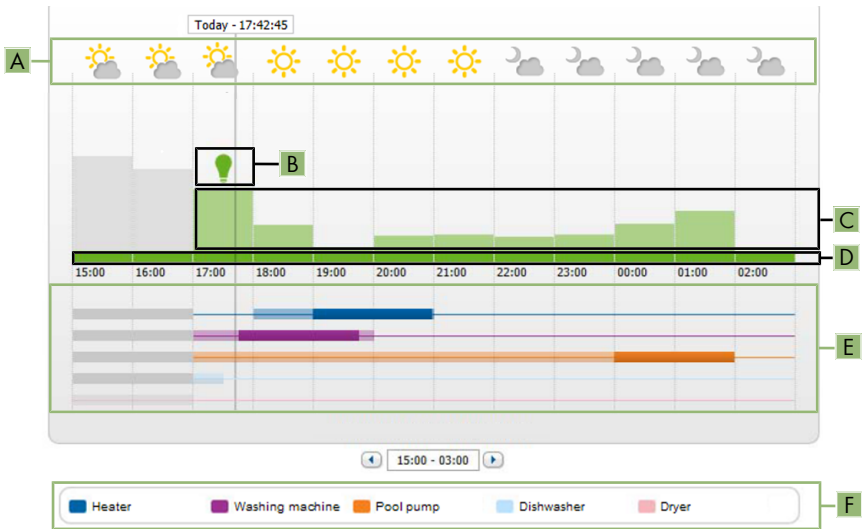 Today - 17:42:45
A
B
C
D
15:00 16:00 17:00 18:00 19:00 20:00 21:00 22:00 23:00 00:00 01:00 02:00
E
15:00 - 03:00
Heater Washing machine Pool pump Dishwasher Dryer
F